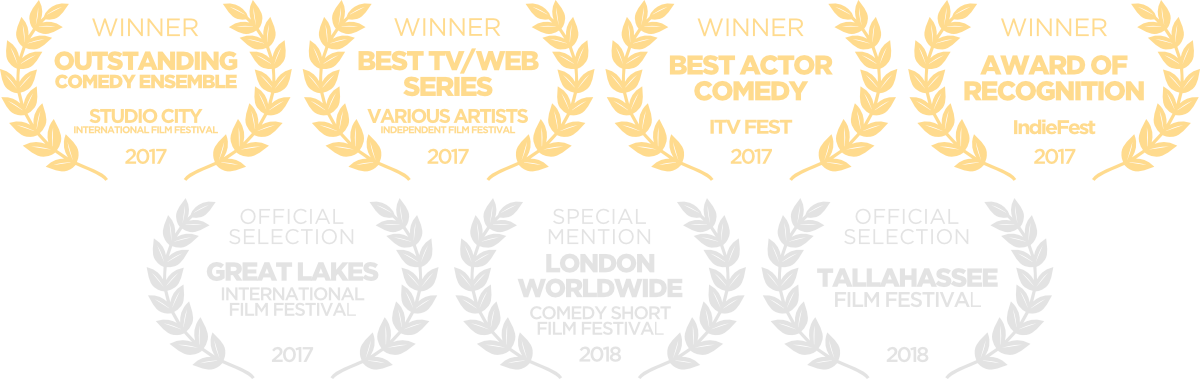 WINNER
OUTSTANDING
COMEDY ENSEMBLE
STUDIO CITY
INTERNATIONAL FILM FESTIVAL
2017
WINNER
BEST TV/WEB
SERIES
VARIOUS ARTISTS
INDEPENDENT FILM FESTIVAL
2017
WINNER
BEST ACTOR
COMEDY
ITV FEST
2017
WINNER
AWARD OF
RECOGNITION
IndieFest
2017
OFFICIAL
SELECTION
GREAT LAKES
INTERNATIONAL
FILM FESTIVAL
2017
SPECIAL
MENTION
LONDON
WORLDWIDE
COMEDY SHORT
FILM FESTIVAL
2018
OFFICIAL
SELECTION
TALLAHASSEE
FILM FESTIVAL
2018